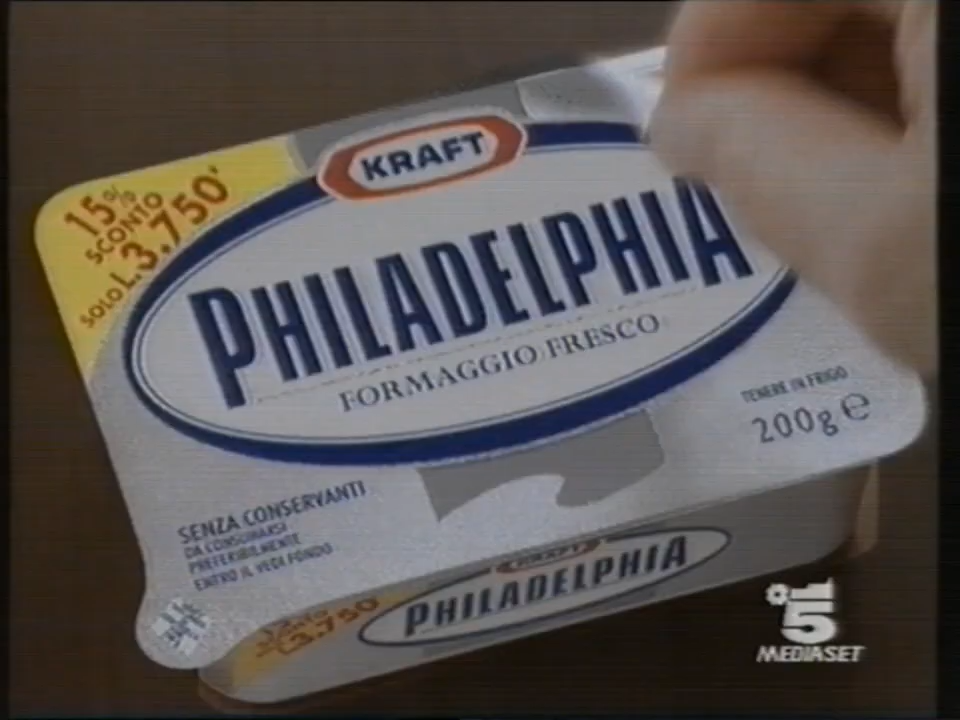 KRAFT
15%
SCONTO
SOLO L.3.750*
PHILADELPHIA
FORMAGGIO FRESCO
TENERE IN FRIGO
200g e
SENZA CONSERVANTI
DA CONSUMARSI
PREFERIBILMENTE
ENTRO IL VEDI FONDO
KRAFT
PHILADELPHIA
SCONTO
3.750
5
MEDIASET